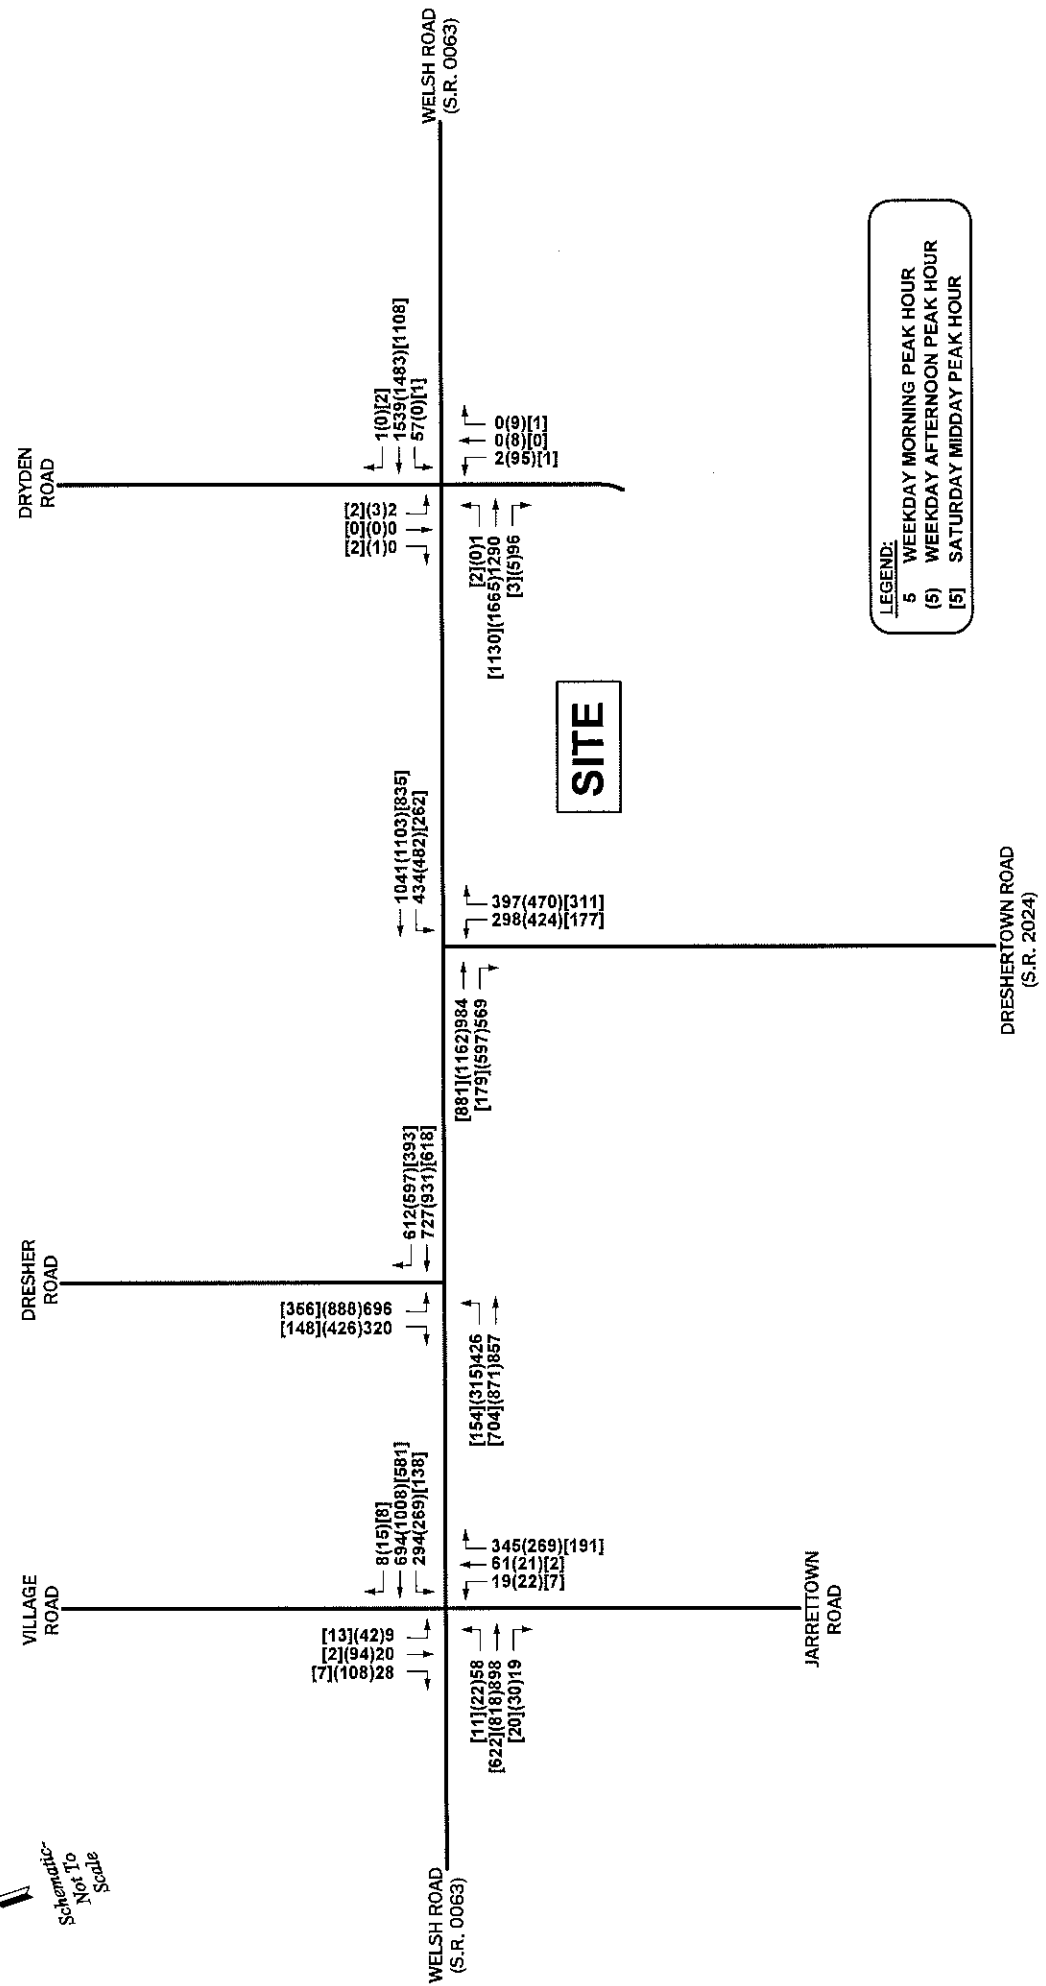 Schematic-
Not To
Scale
VILLAGE
ROAD
DRESHER
ROAD
DRYDEN
ROAD
WELSH ROAD
(S.R. 0063)
WELSH ROAD
(S.R. 0063)
JARRETTOWN
ROAD
DRESHERTOWN ROAD
(S.R. 2024)
[13](42)9
[2](94)20
[7](108)28
8(15)[8]
694(1008)[581]
294(269)[138]
[11](22)58
[622](818)898
[20](30)19
345(269)[191]
61(21)[2]
19(22)[7]
[366](888)696
[148](426)320
612(597)[393]
727(931)[618]
[154](315)426
[704](871)857
1041(1103)[835]
434(482)[262]
[881](1162)984
[179](597)569
397(470)[311]
298(424)[177]
[2](3)2
[0](0)0
[2](1)0
1(0)[2]
1539(1483)[1108]
57(0)[1]
[2](0)1
[1130](1665)1290
[3](5)96
0(9)[1]
0(8)[0]
2(95)[1]
SITE
LEGEND:
5 WEEKDAY MORNING PEAK HOUR
(5) WEEKDAY AFTERNOON PEAK HOUR
[5] SATURDAY MIDDAY PEAK HOUR